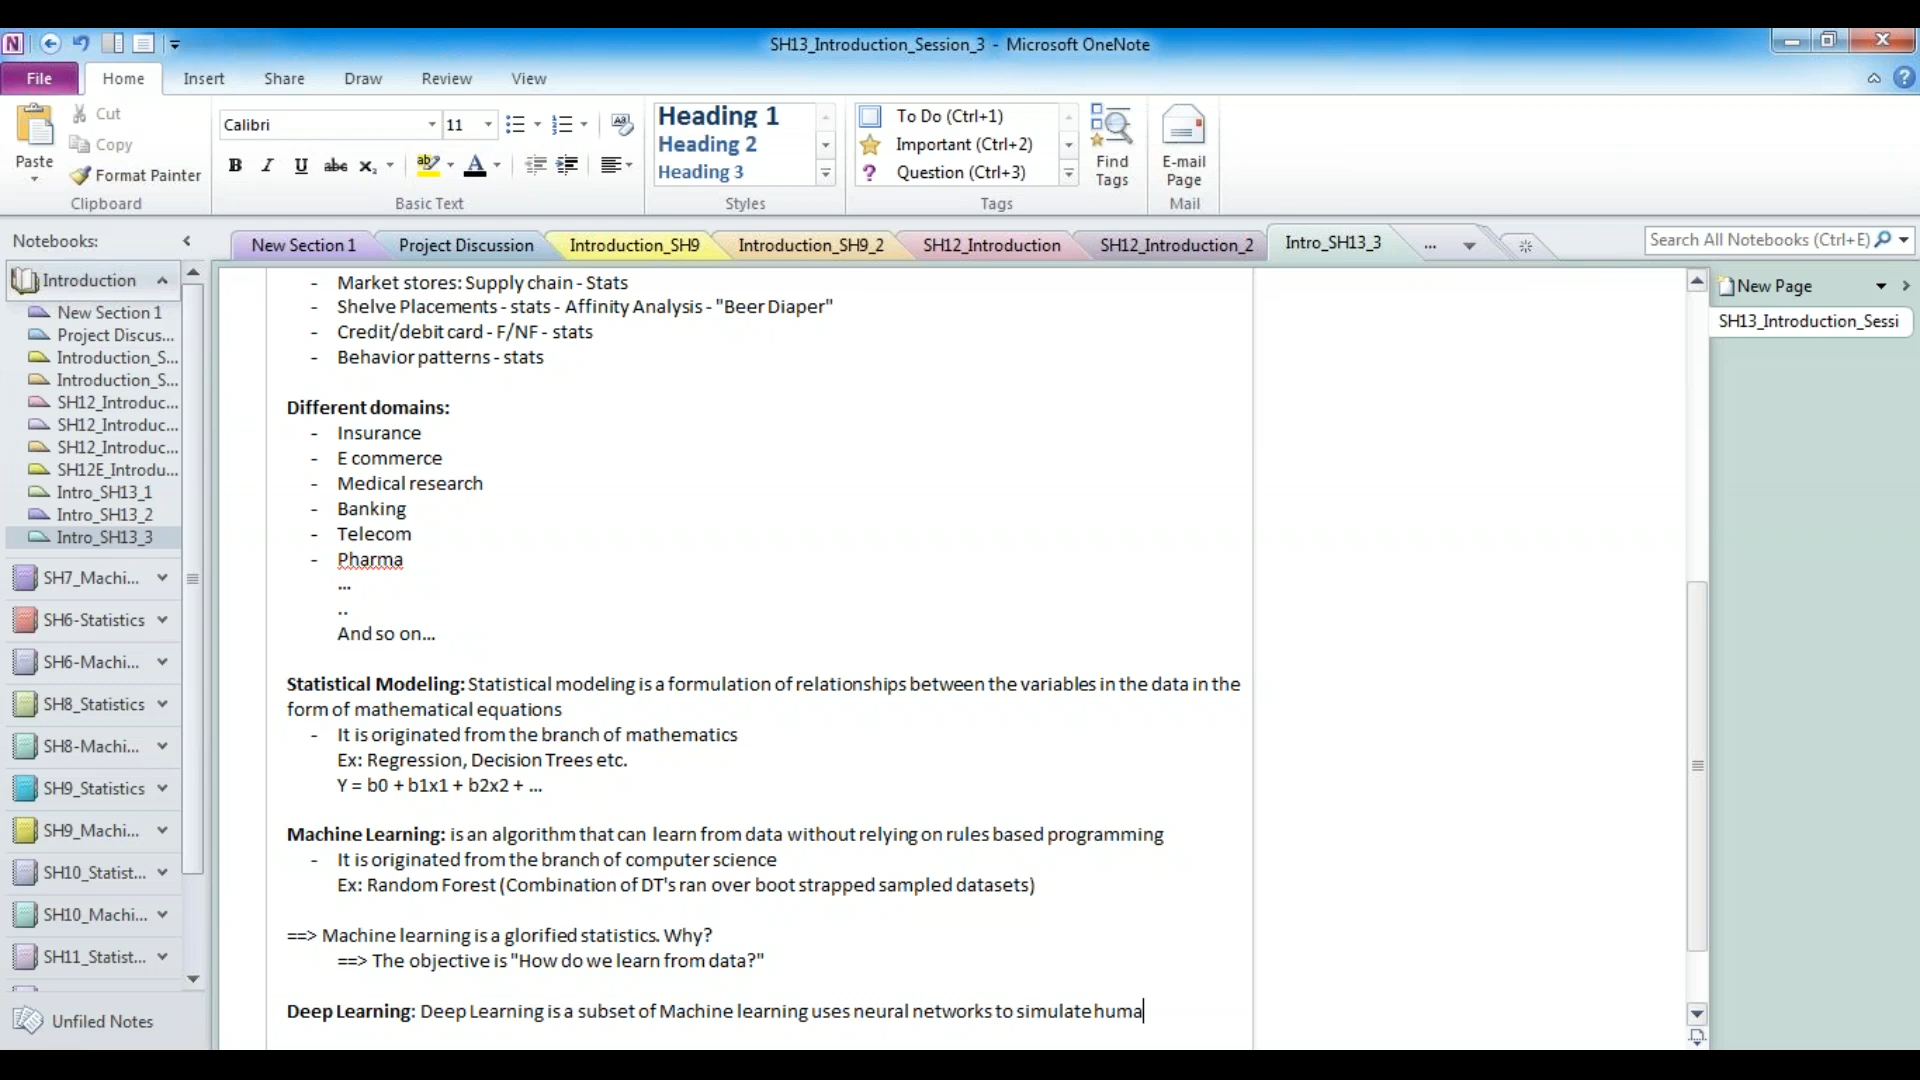 SH13_Introduction_Session_3 - Microsoft OneNote
File Home Insert Share Draw Review View
Paste
Cut
Copy
Format Painter
Clipboard
Calibri 11
B I U abc x₂
Basic Text
Heading 1
Heading 2
Heading 3
Styles
To Do (Ctrl+1)
Important (Ctrl+2)
Question (Ctrl+3)
Tags
Find Tags
E-mail Page
Mail
Notebooks:
New Section 1 Project Discussion Introduction_SH9 Introduction_SH9_2 SH12_Introduction SH12_Introduction_2 Intro_SH13_3 ...
Search All Notebooks (Ctrl+E)
Introduction
New Section 1
Project Discus...
Introduction_S...
Introduction_S...
SH12_Introduc...
SH12_Introduc...
SH12_Introduc...
SH12E_Introdu...
Intro_SH13_1
Intro_SH13_2
Intro_SH13_3
SH7_Machi...
SH6-Statistics
SH6-Machi...
SH8_Statistics
SH8-Machi...
SH9_Statistics
SH9_Machi...
SH10_Statist...
SH10_Machi...
SH11_Statist...
Unfiled Notes
- Market stores: Supply chain - Stats
- Shelve Placements - stats - Affinity Analysis - "Beer Diaper"
- Credit/debit card - F/NF - stats
- Behavior patterns - stats
Different domains:
- Insurance
- E commerce
- Medical research
- Banking
- Telecom
- Pharma
...
..
And so on...
Statistical Modeling: Statistical modeling is a formulation of relationships between the variables in the data in the
form of mathematical equations
- It is originated from the branch of mathematics
Ex: Regression, Decision Trees etc.
Y = b0 + b1x1 + b2x2 + ...
Machine Learning: is an algorithm that can learn from data without relying on rules based programming
- It is originated from the branch of computer science
Ex: Random Forest (Combination of DT's ran over boot strapped sampled datasets)
==> Machine learning is a glorified statistics. Why?
==> The objective is "How do we learn from data?"
Deep Learning: Deep Learning is a subset of Machine learning uses neural networks to simulate huma
New Page
SH13_Introduction_Sessi